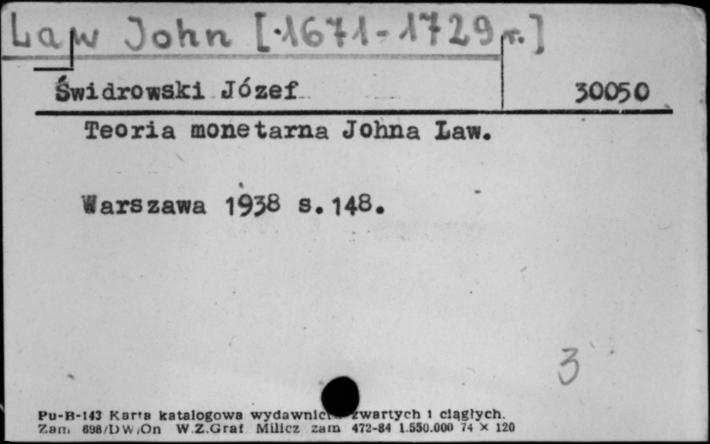 Law John [1671-1729 r.]
Świdrowski Józef 30050
Teoria monetarna Johna Law.
Warszawa 1938 s.148.
3
Pu-B-143 Karta katalogowa zwartych i ciągłych.
Zam. 698/DW/On W.Z.Graf. Milicz zam 472-84 1.550.000 74 × 120